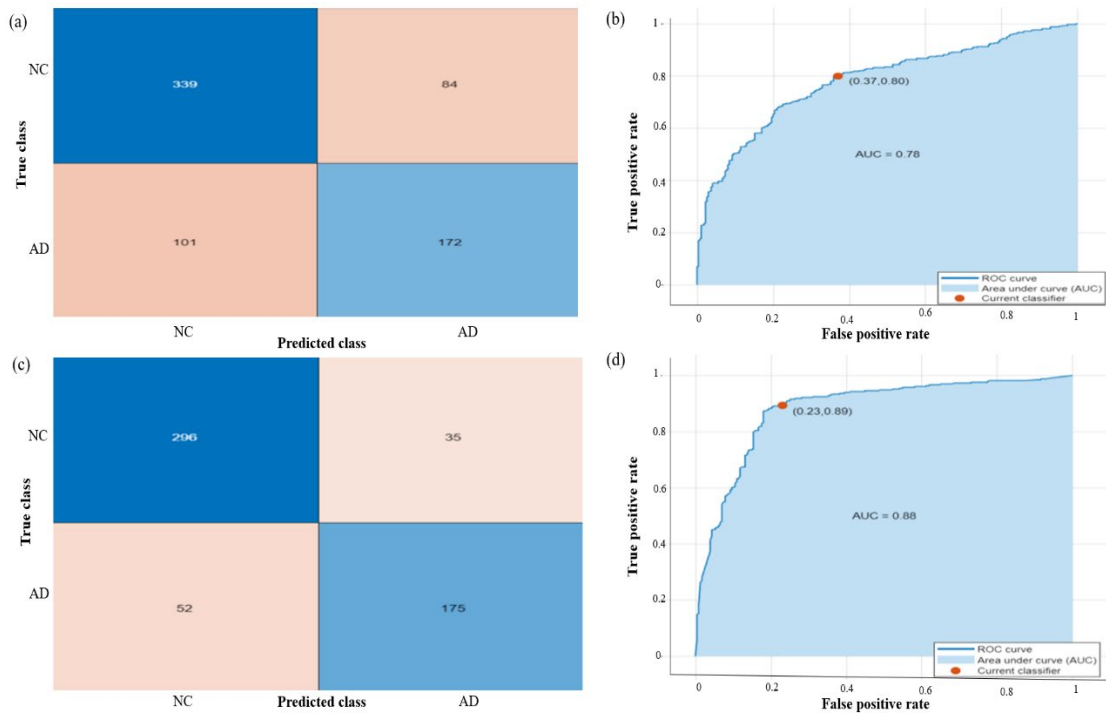 (a)
NC
339
84
True class
AD
101
172
NC
AD
Predicted class
(b)
1
0.8
0.6
0.4
0.2
0
True positive rate
(0.37,0.80)
AUC = 0.78
ROC curve
Area under curve (AUC)
Current classifier
0
0.2
0.4
0.6
0.8
1
False positive rate
(c)
NC
296
35
True class
AD
52
175
NC
AD
Predicted class
(d)
1
0.8
0.6
0.4
0.2
0
True positive rate
(0.23,0.89)
AUC = 0.88
ROC curve
Area under curve (AUC)
Current classifier
0
0.2
0.4
0.6
0.8
1
False positive rate